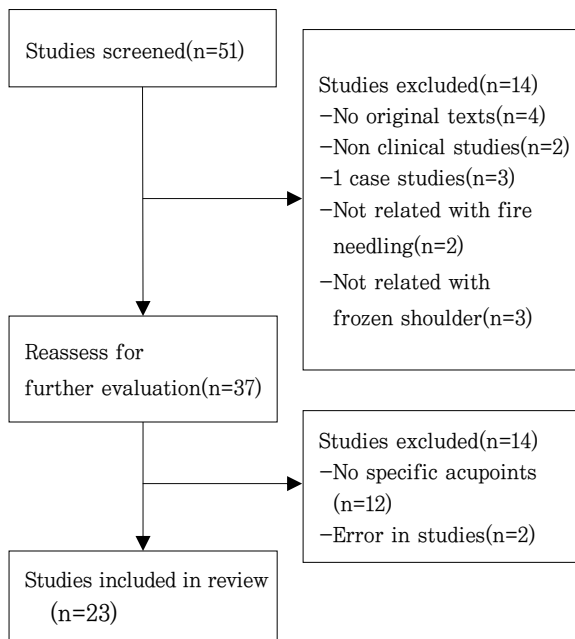 Studies screened(n=51)
Studies excluded(n=14)
-No original texts(n=4)
-Non clinical studies(n=2)
-1 case studies(n=3)
-Not related with fire
needling(n=2)
-Not related with
frozen shoulder(n=3)
Reassess for
further evaluation(n=37)
Studies excluded(n=14)
-No specific acupoints
(n=12)
-Error in studies(n=2)
Studies included in review
(n=23)